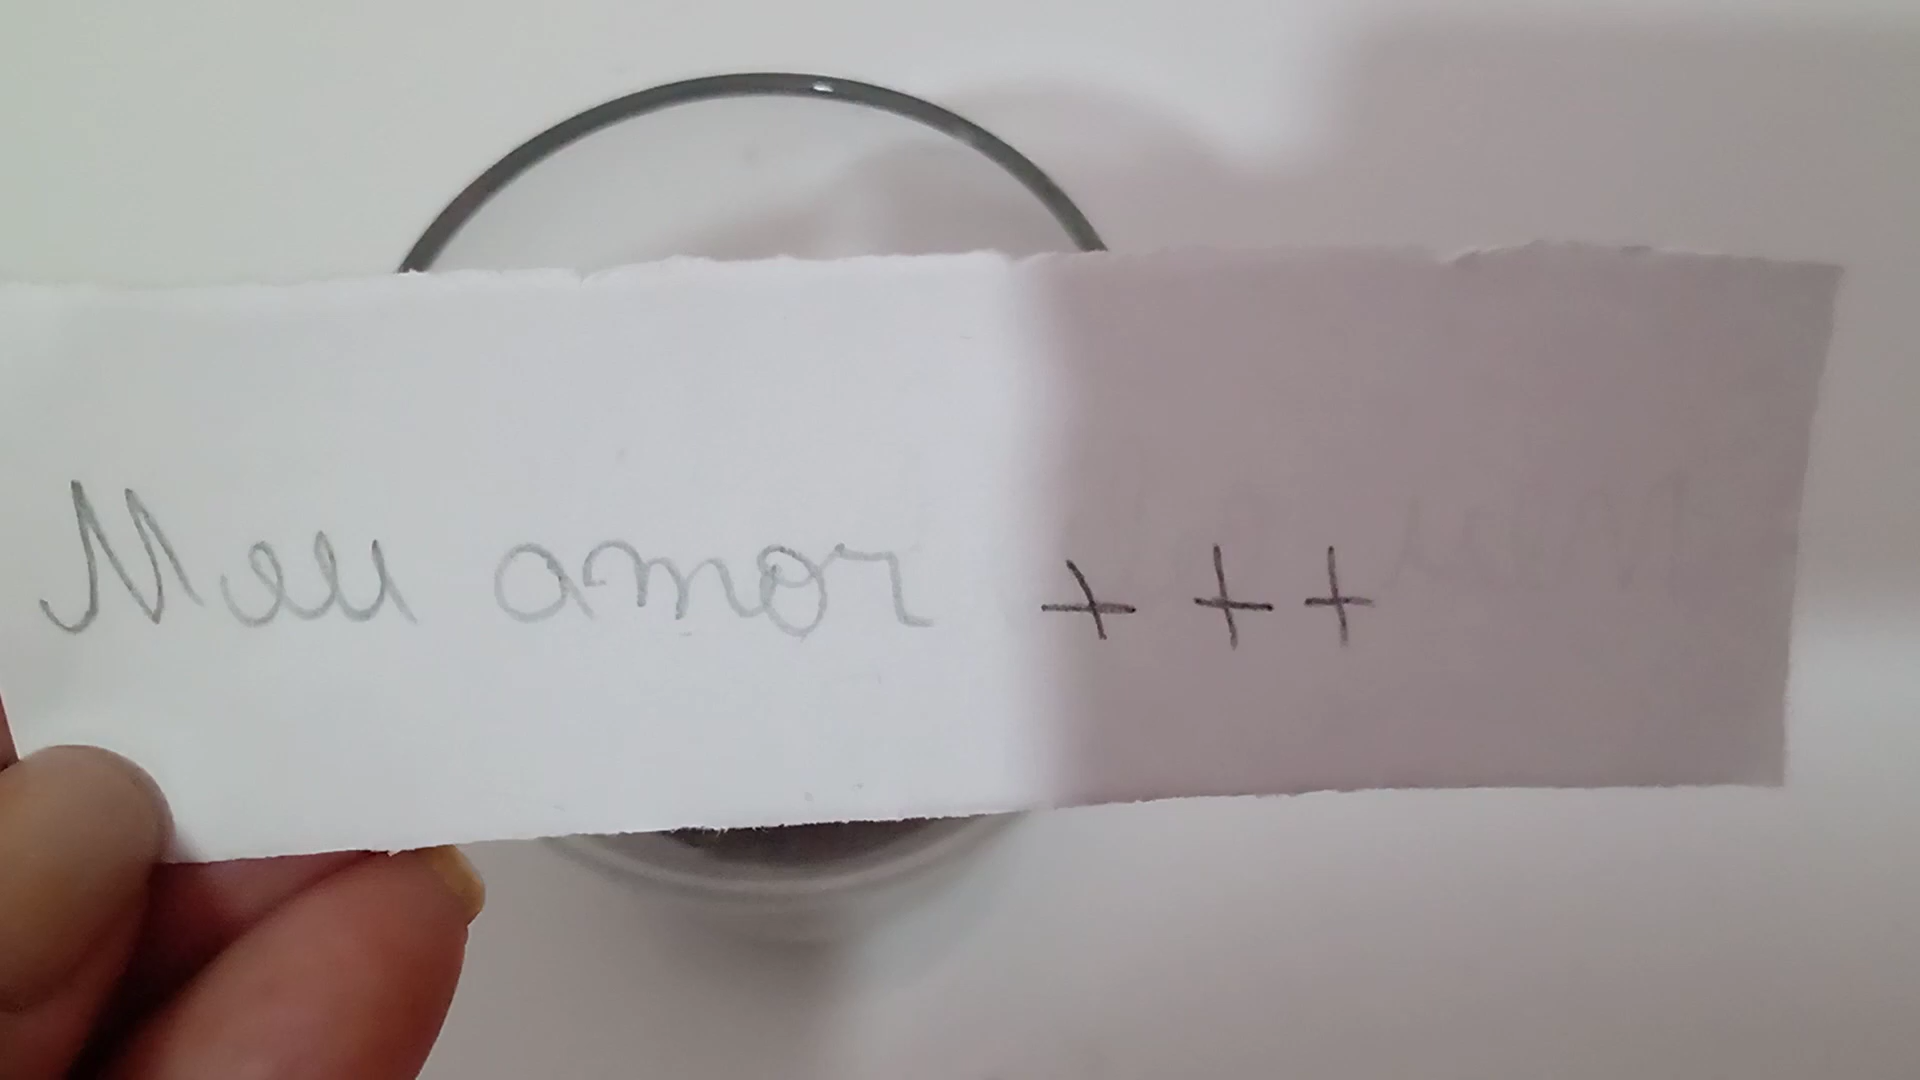 Meu amor + + +